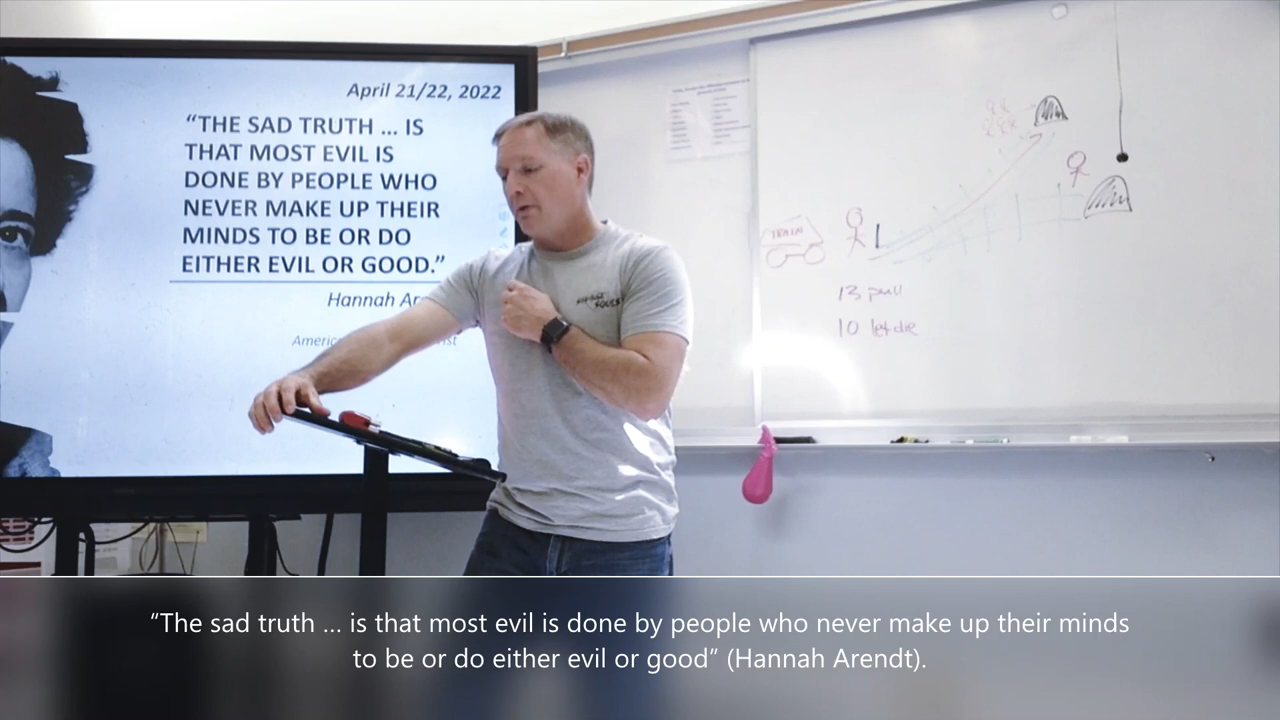 April 21/22, 2022
“THE SAD TRUTH ... IS
THAT MOST EVIL IS
DONE BY PEOPLE WHO
NEVER MAKE UP THEIR
MINDS TO BE OR DO
EITHER EVIL OR GOOD.”
Hannah Ar
Americ
TRAIN
13 pull
10 let die
“The sad truth ... is that most evil is done by people who never make up their minds
to be or do either evil or good” (Hannah Arendt).